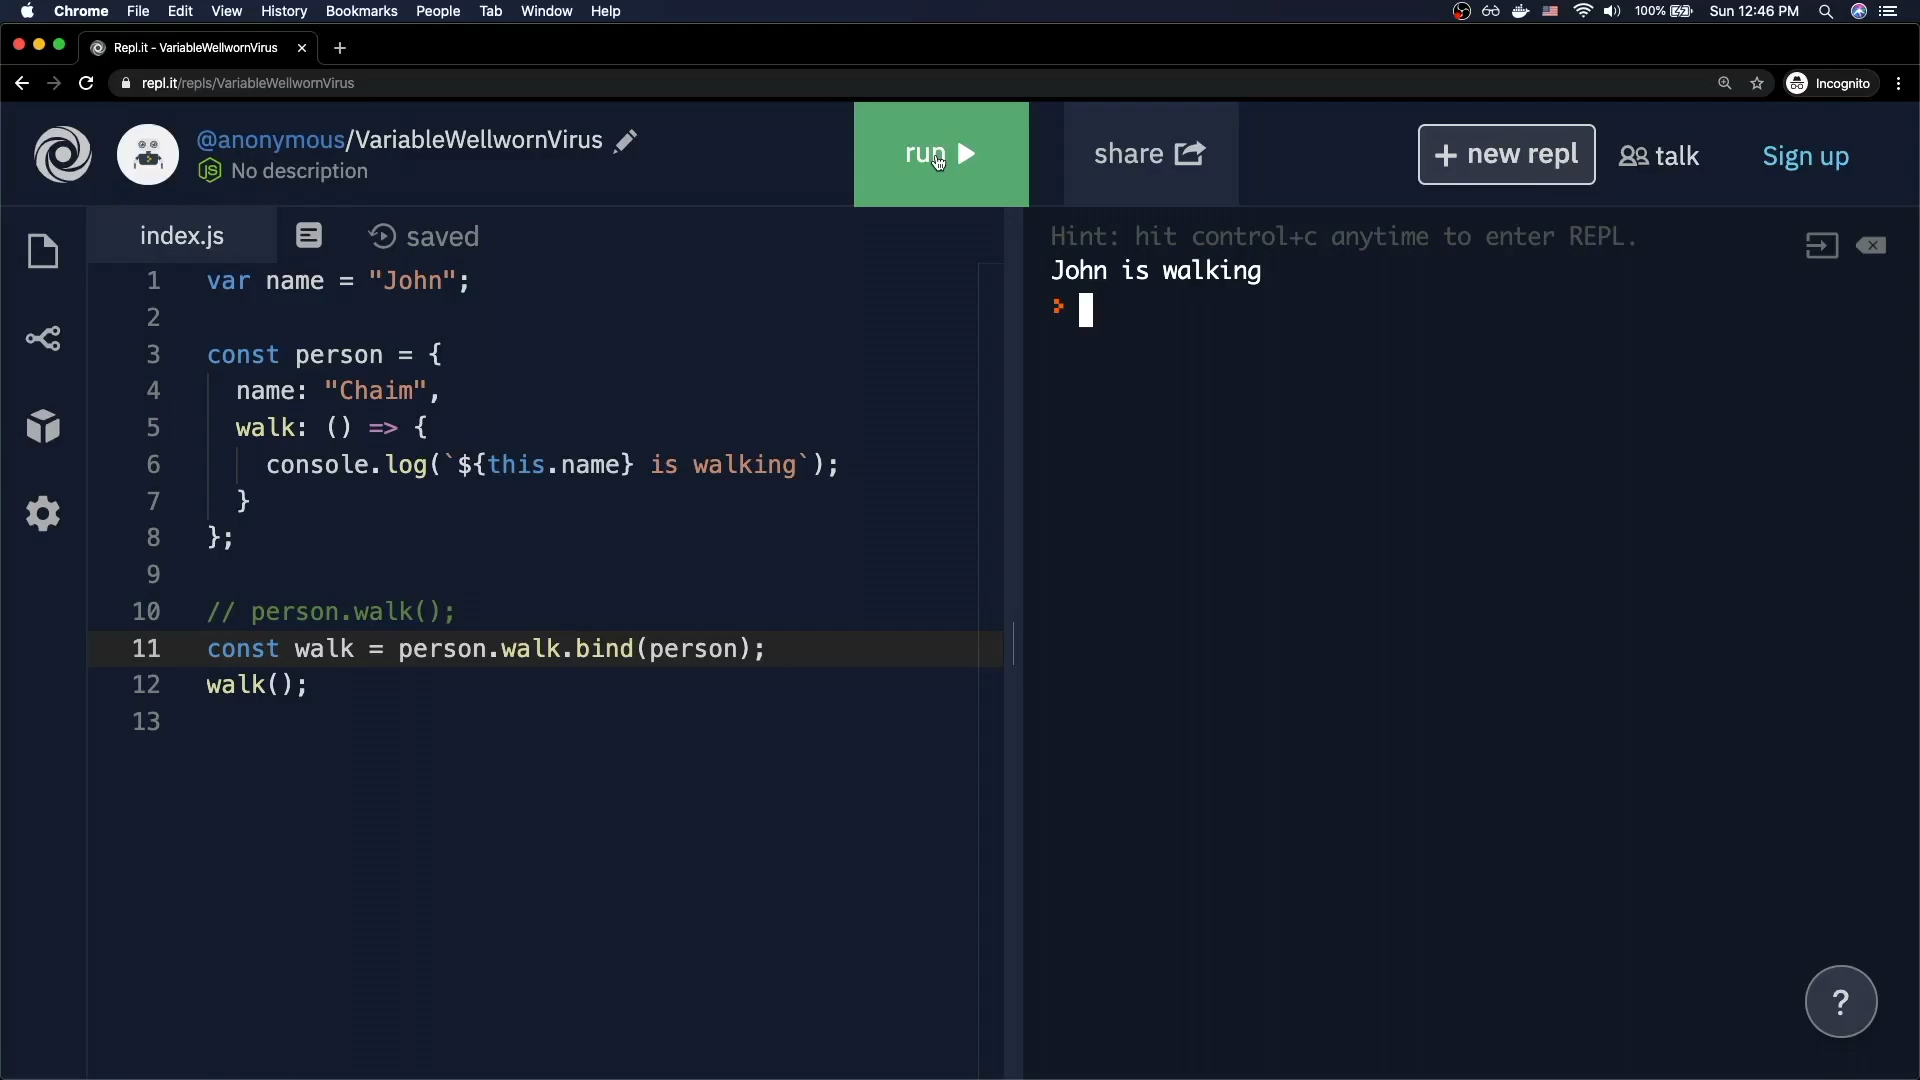 Chrome File Edit View History Bookmarks People Tab Window Help 100% Sun 12:46 PM
Repl.it - VariableWellwornVirus
repl.it/repls/VariableWellwornVirus Incognito
@anonymous/VariableWellwornVirus
No description
run
share
+ new repl
talk
Sign up
index.js
saved
1 var name = "John";
2
3 const person = {
4 name: "Chaim",
5 walk: () => {
6 console.log(`${this.name} is walking`);
7 }
8 };
9
10 // person.walk();
11 const walk = person.walk.bind(person);
12 walk();
13
Hint: hit control+c anytime to enter REPL.
John is walking
?